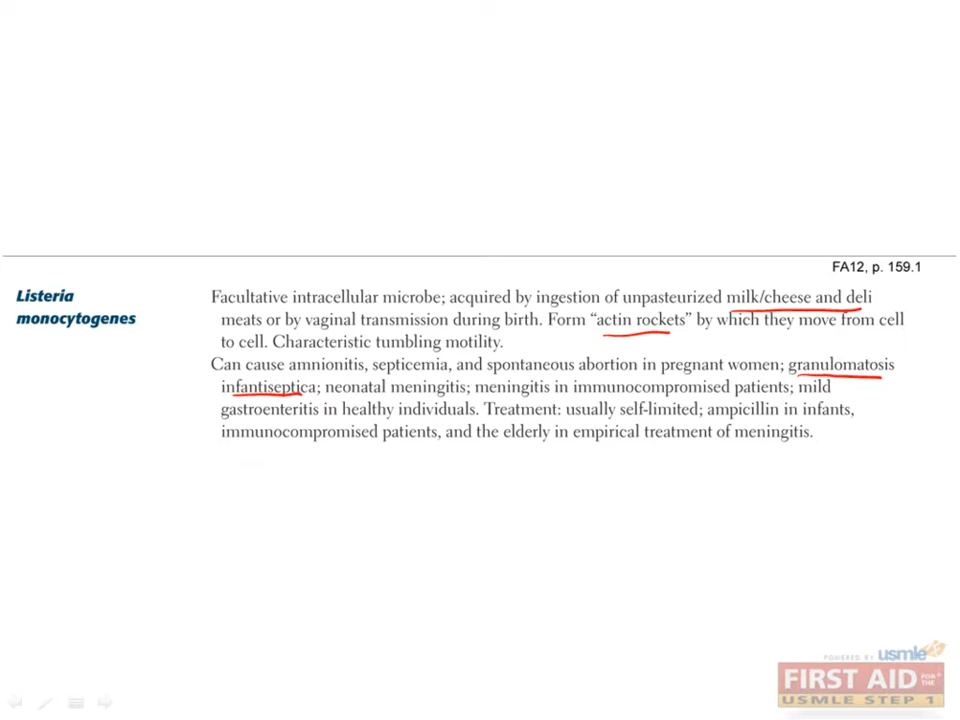 FA12, p. 159.1
Listeria
monocytogenes
Facultative intracellular microbe; acquired by ingestion of unpasteurized milk/cheese and deli
meats or by vaginal transmission during birth. Form “actin rockets” by which they move from cell
to cell. Characteristic tumbling motility.
Can cause amnionitis, septicemia, and spontaneous abortion in pregnant women; granulomatosis
infantiseptica; neonatal meningitis; meningitis in immunocompromised patients; mild
gastroenteritis in healthy individuals. Treatment: usually self-limited; ampicillin in infants,
immunocompromised patients, and the elderly in empirical treatment of meningitis.
POWERED BY usmle
FIRST AID FOR THE
USMLE STEP 1